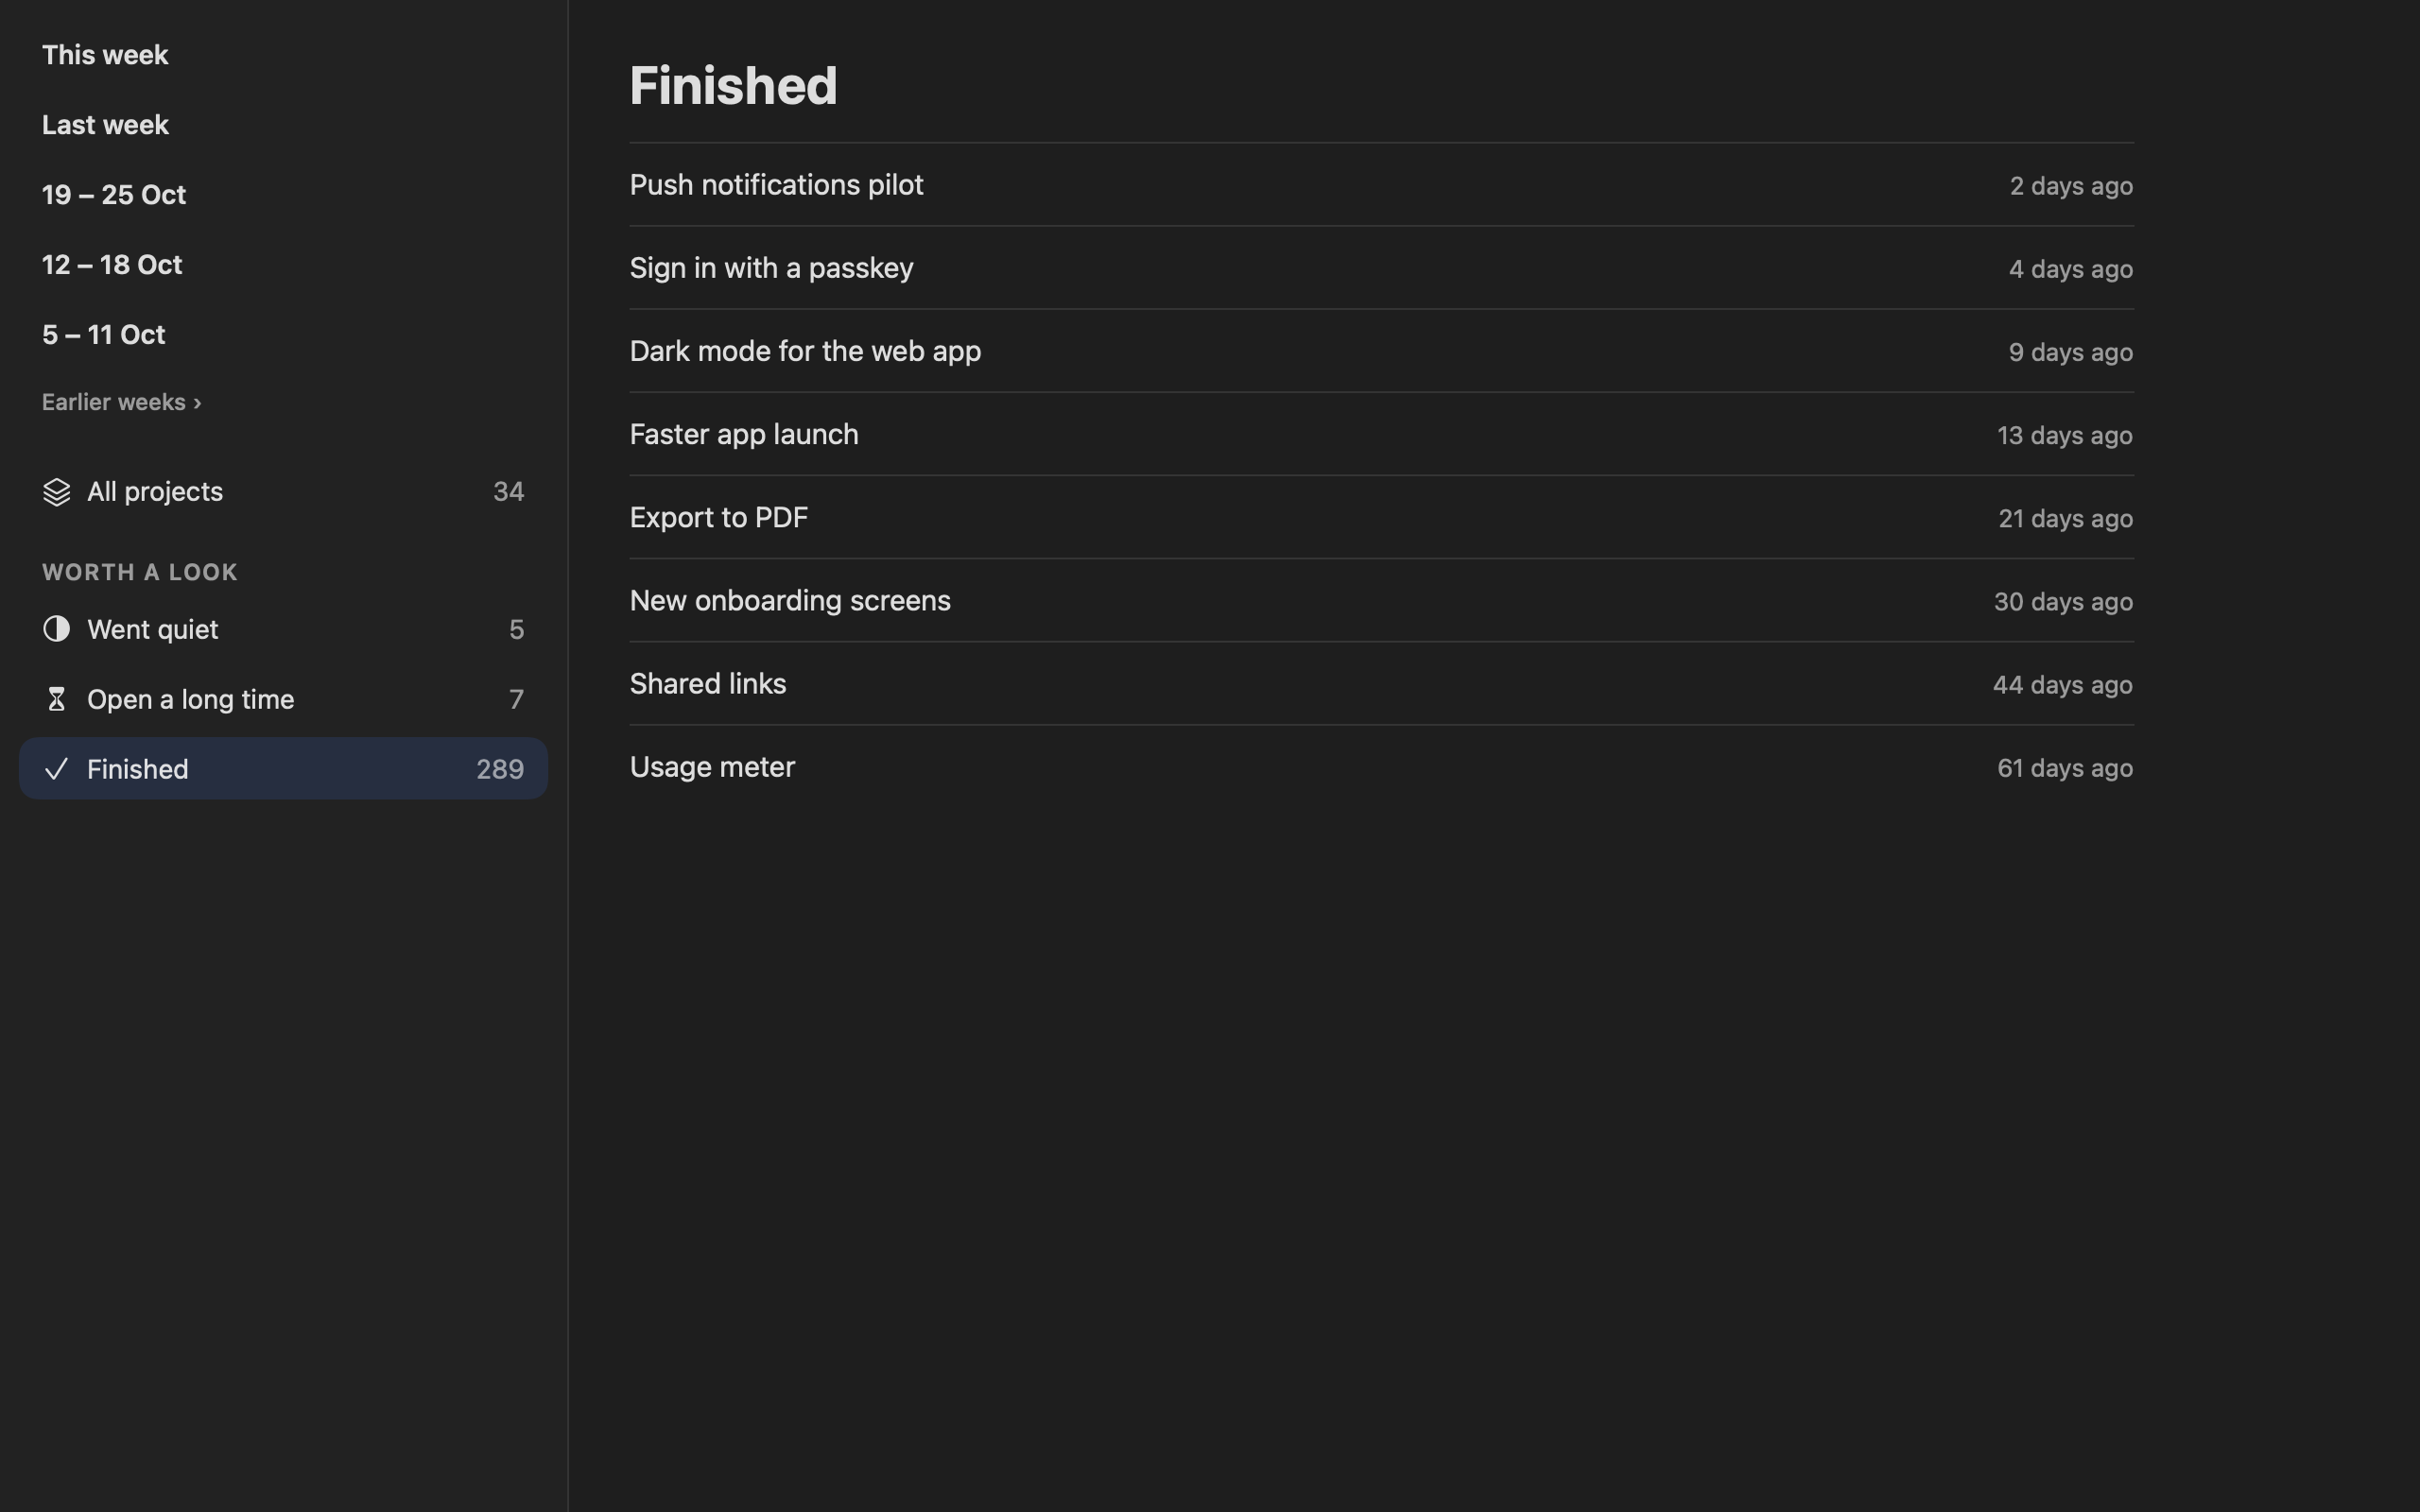 This week
Last week
19 – 25 Oct
12 – 18 Oct
5 – 11 Oct
Earlier weeks ›
All projects 34
WORTH A LOOK
Went quiet 5
Open a long time 7
Finished 289
Finished
Push notifications pilot 2 days ago
Sign in with a passkey 4 days ago
Dark mode for the web app 9 days ago
Faster app launch 13 days ago
Export to PDF 21 days ago
New onboarding screens 30 days ago
Shared links 44 days ago
Usage meter 61 days ago